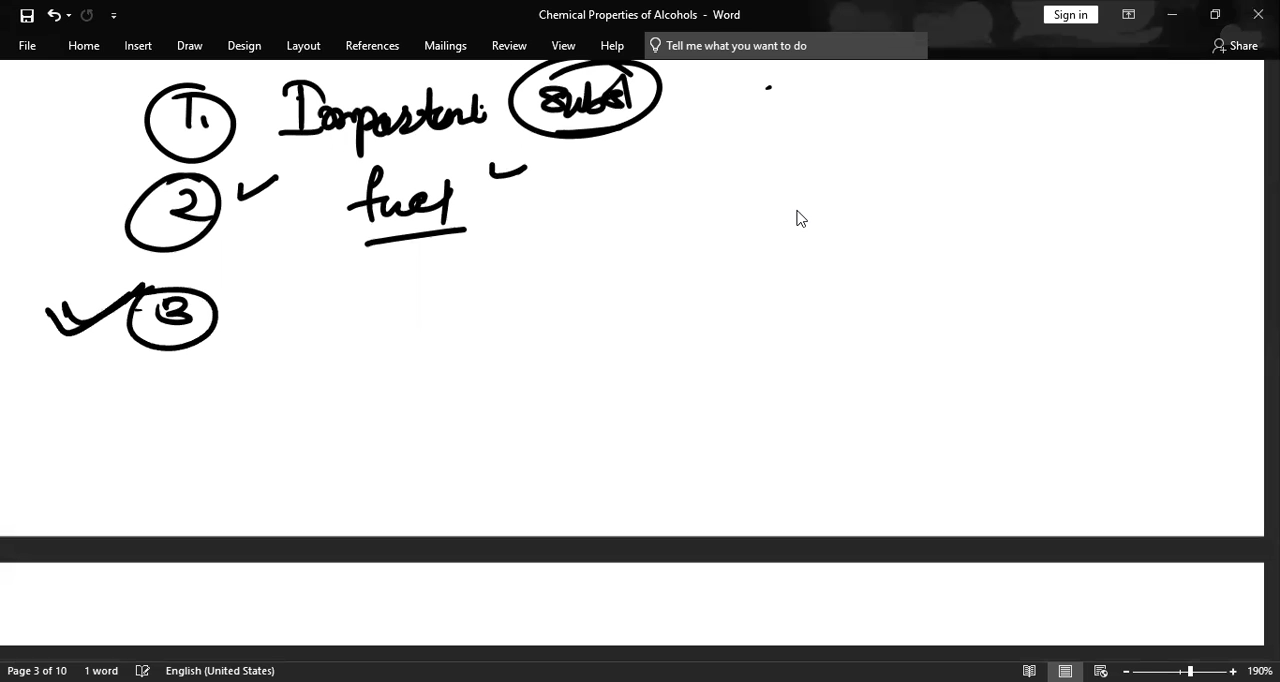 Chemical Properties of Alcohols - Word
Sign in
File Home Insert Draw Design Layout References Mailings Review View Help Tell me what you want to do Share
1. Important
2 fuel
3
Page 3 of 10 1 word English (United States) 190%